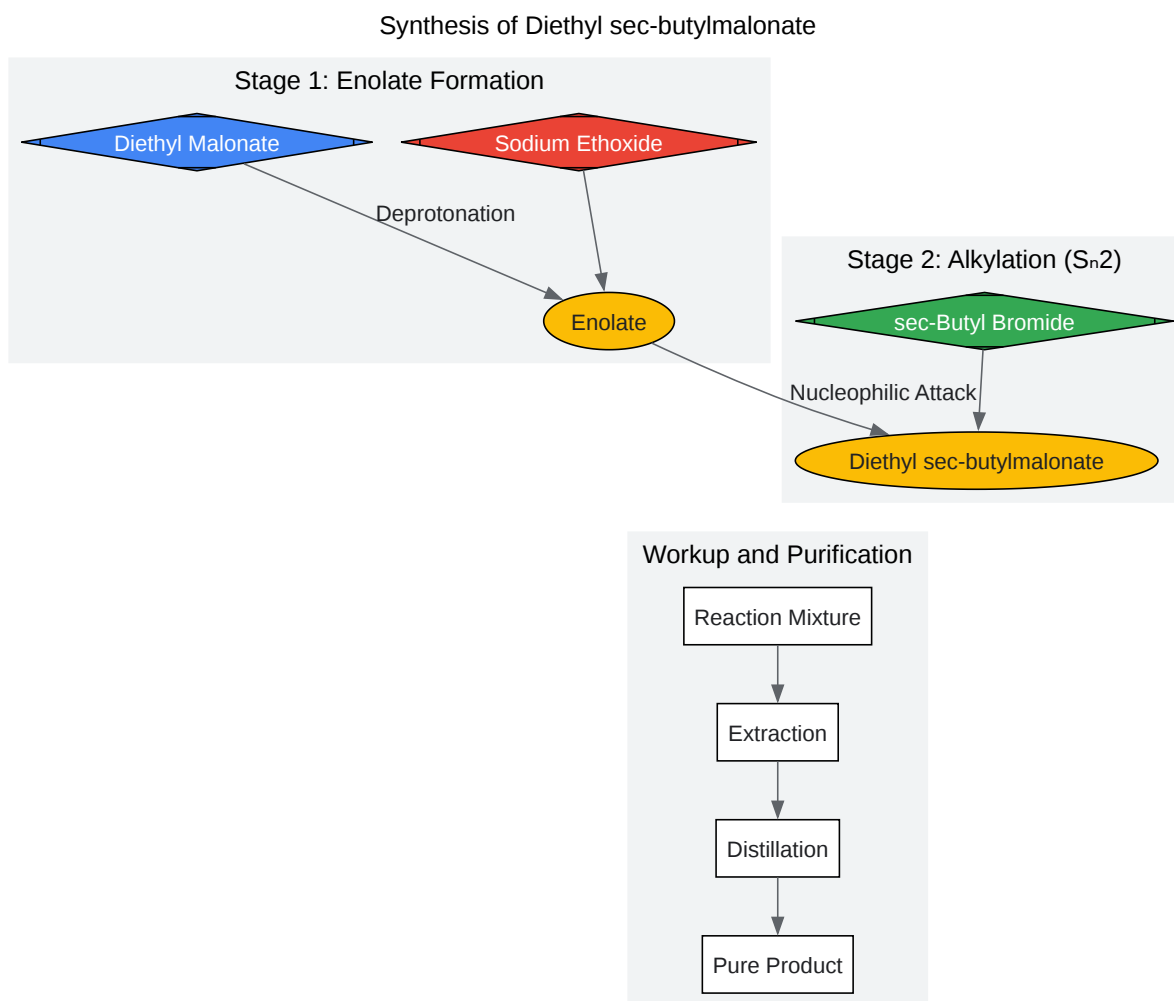 Synthesis of Diethyl sec-butylmalonate
Stage 1: Enolate Formation
Diethyl Malonate
Sodium Ethoxide
Deprotonation
Enolate
Stage 2: Alkylation (Sₙ2)
sec-Butyl Bromide
Nucleophilic Attack
Diethyl sec-butylmalonate
Workup and Purification
Reaction Mixture
Extraction
Distillation
Pure Product